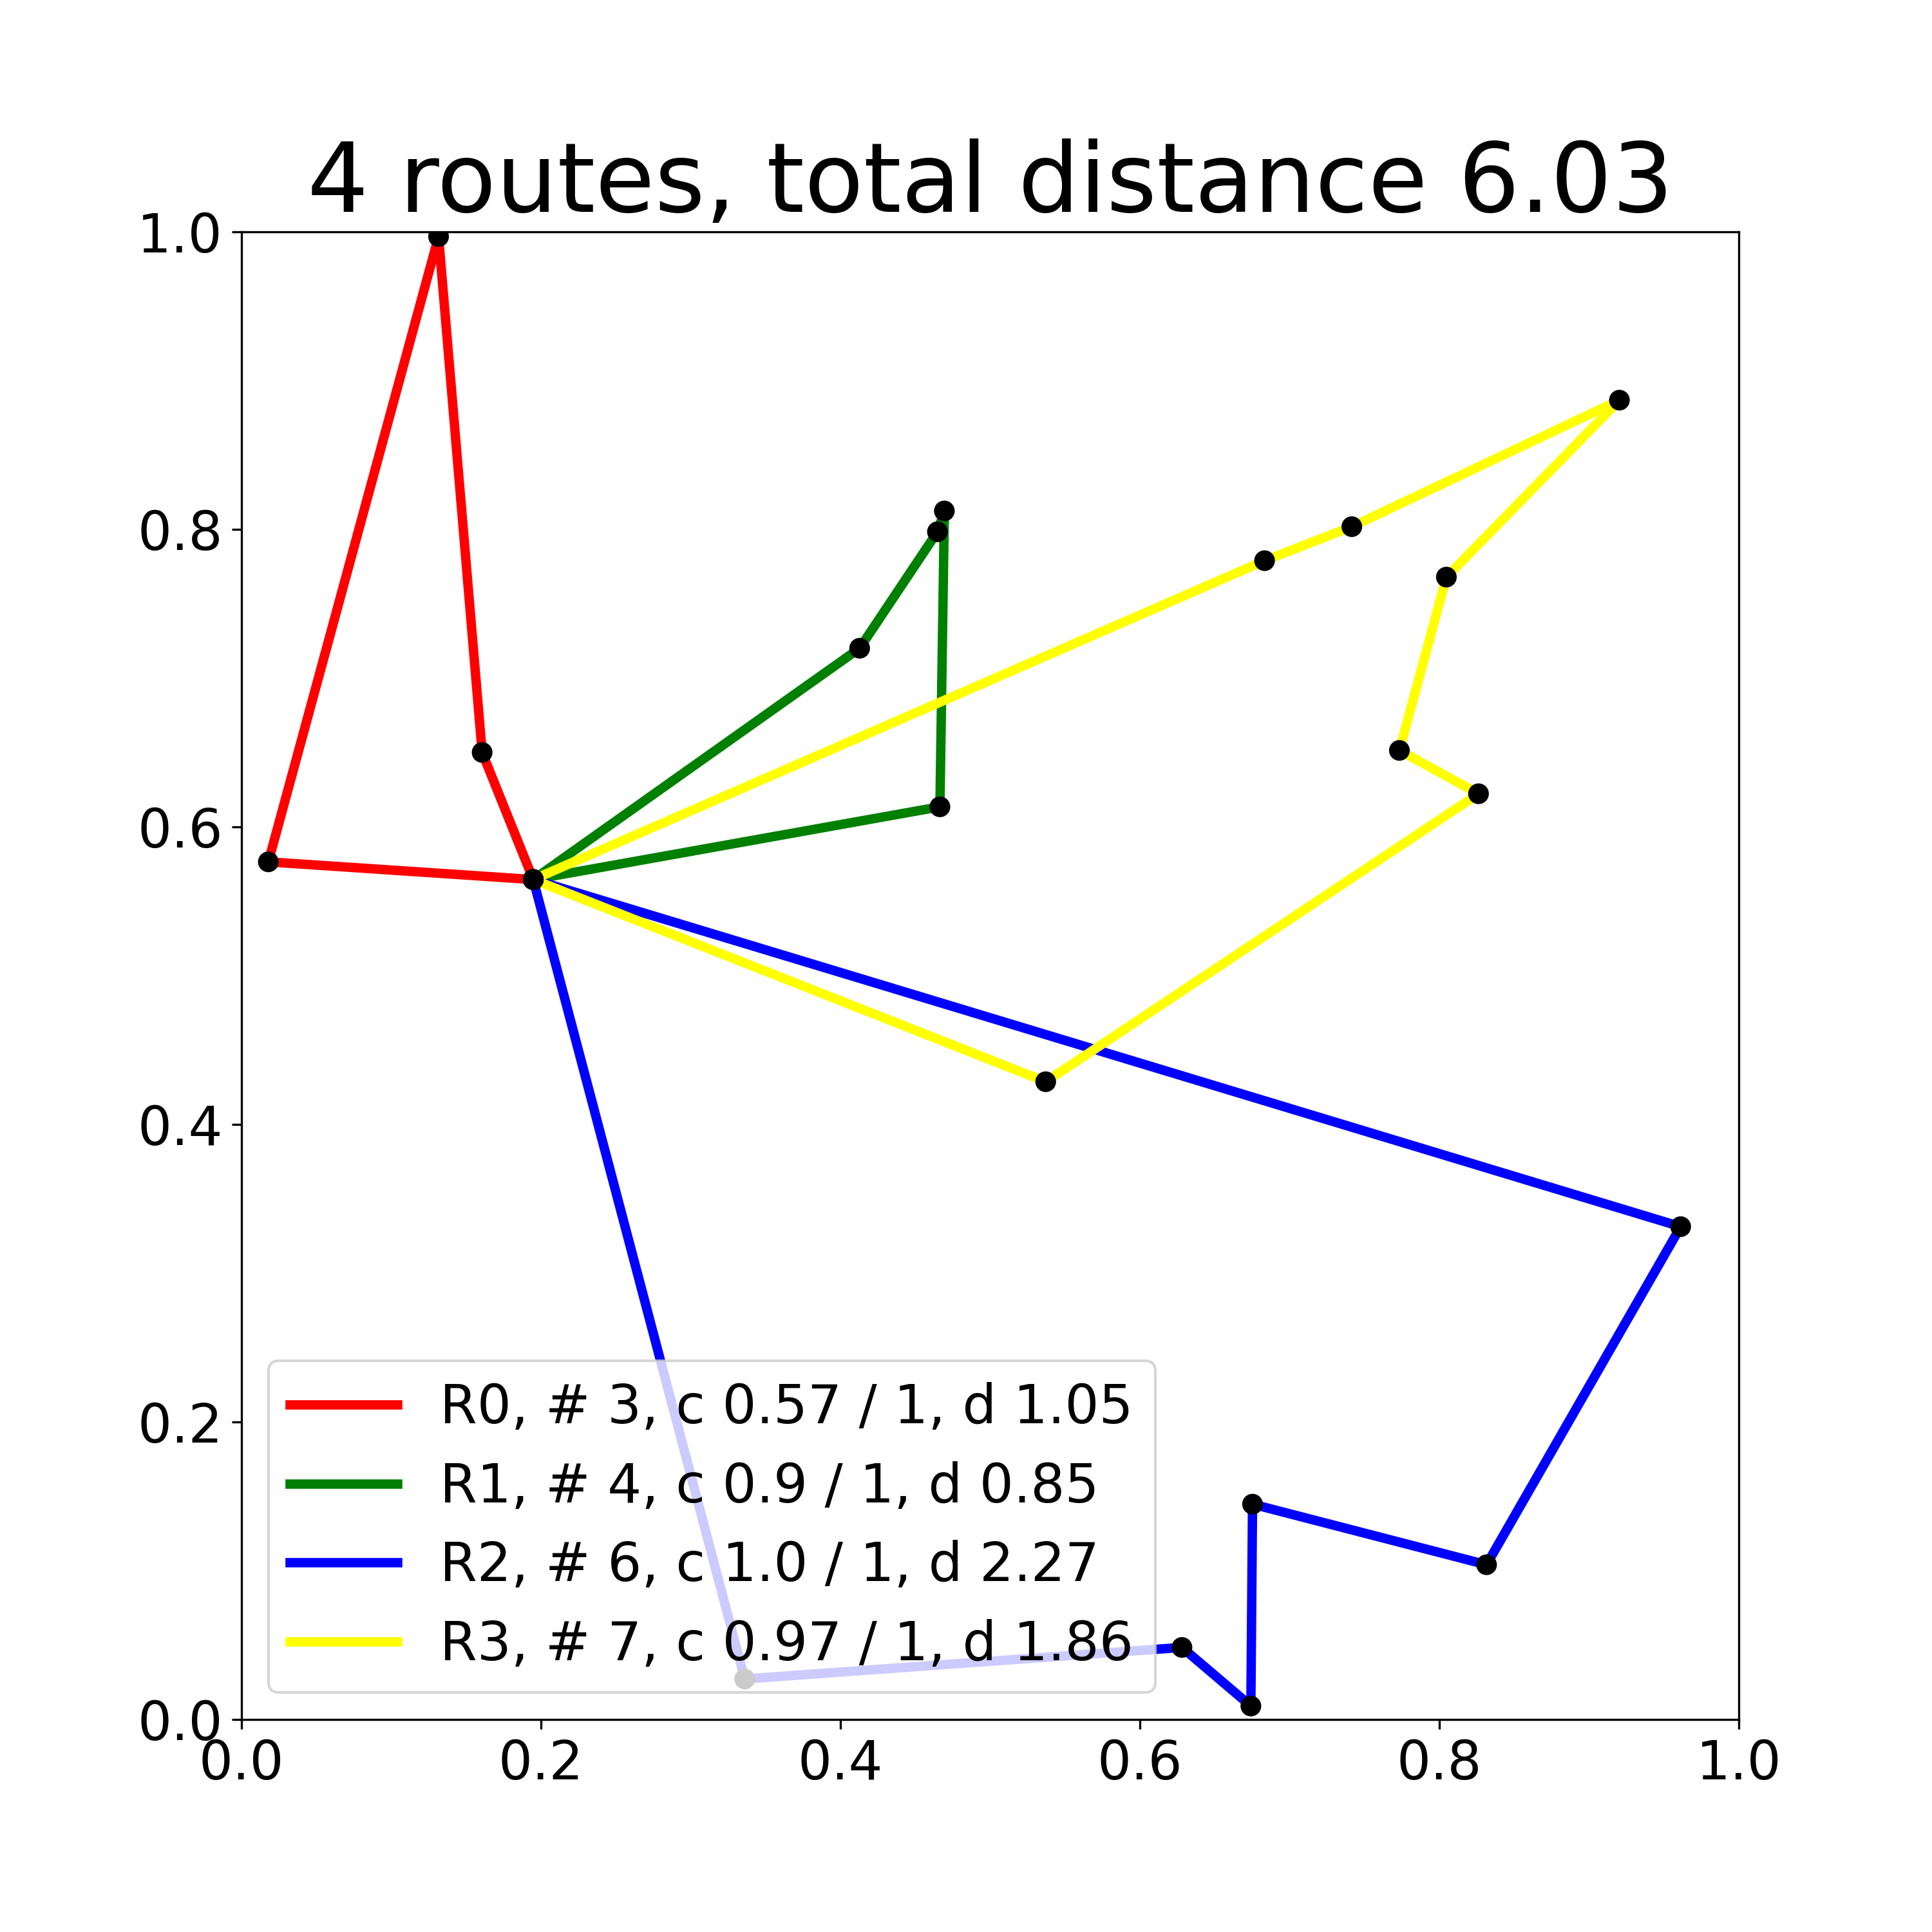 4 routes, total distance 6.03
1.0
0.8
0.6
0.4
0.2
0.0
R0, # 3, c 0.57 / 1, d 1.05
R1, # 4, c 0.9 / 1, d 0.85
R2, # 6, c 1.0 / 1, d 2.27
R3, # 7, c 0.97 / 1, d 1.86
0.0 0.2 0.4 0.6 0.8 1.0